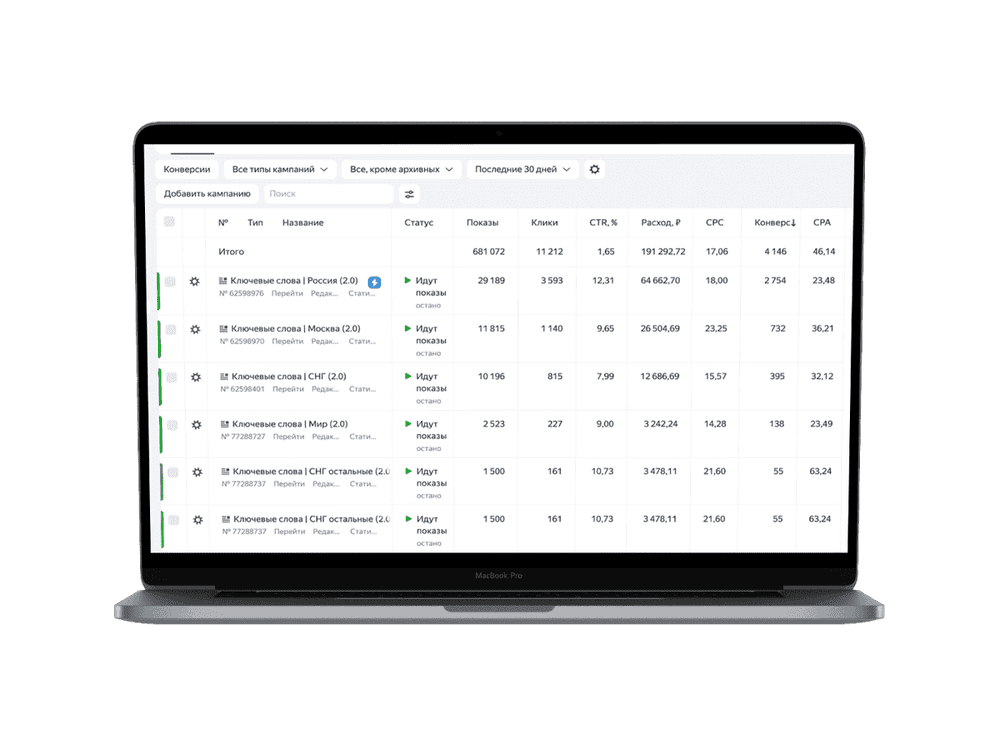 Конверсии Все типы кампаний Все, кроме архивных Последние 30 дней
Добавить кампанию Поиск
№ Тип Название Статус Показы Клики CTR, % Расход, ₽ CPC Конверс↓ CPA
Итого 681 072 11 212 1,65 191 292,72 17,06 4 146 46,14
Ключевые слова | Россия (2.0) Идут показы 29 189 3 593 12,31 64 662,70 18,00 2 754 23,48
№ 62598976 Перейти Редак... Стати... остано
Ключевые слова | Москва (2.0) Идут показы 11 815 1 140 9,65 26 504,69 23,25 732 36,21
№ 62598970 Перейти Редак... Стати... остано
Ключевые слова | СНГ (2.0) Идут показы 10 196 815 7,99 12 686,69 15,57 395 32,12
№ 62598401 Перейти Редак... Стати... остано
Ключевые слова | Мир (2.0) Идут показы 2 523 227 9,00 3 242,24 14,28 138 23,49
№ 77288727 Перейти Редак... Стати... остано
Ключевые слова | СНГ остальные (2.0 Идут показы 1 500 161 10,73 3 478,11 21,60 55 63,24
№ 77288737 Перейти Редак... Стати... остано
Ключевые слова | СНГ остальные (2.0 Идут показы 1 500 161 10,73 3 478,11 21,60 55 63,24
№ 77288737 Перейти Редак... Стати... остано
MacBook Pro